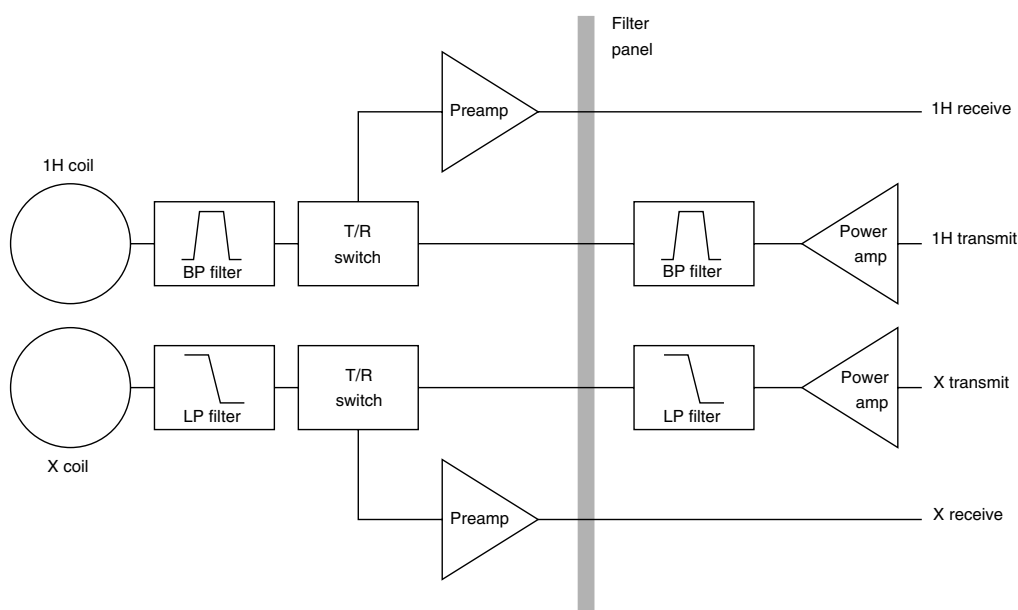 Filter
panel
Preamp
1H receive
1H coil
BP filter
T/R
switch
BP filter
Power
amp
1H transmit
LP filter
T/R
switch
LP filter
Power
amp
X transmit
X coil
Preamp
X receive